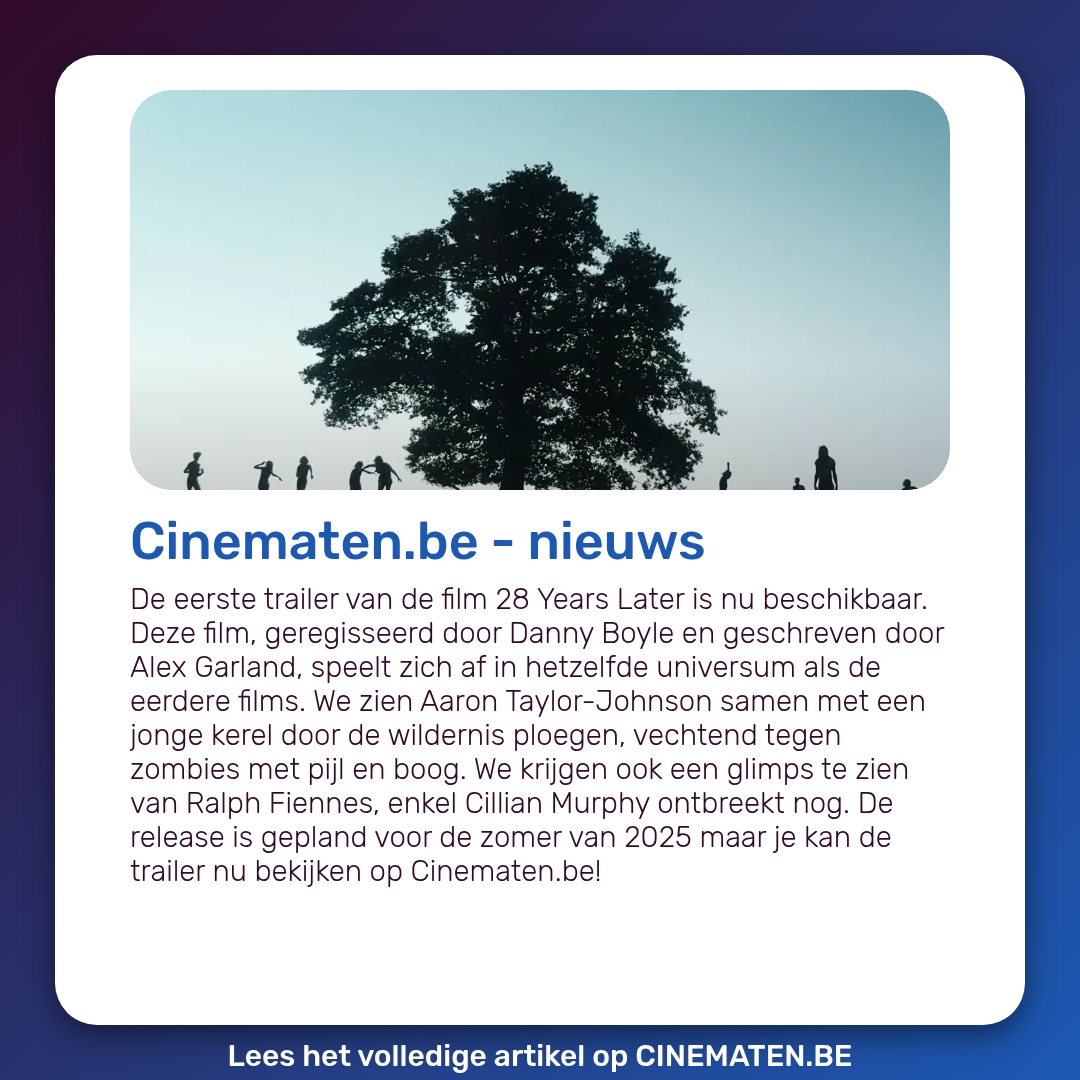 Cinematen.be - nieuws
De eerste trailer van de film 28 Years Later is nu beschikbaar.
Deze film, geregisseerd door Danny Boyle en geschreven door
Alex Garland, speelt zich af in hetzelfde universum als de
eerdere films. We zien Aaron Taylor-Johnson samen met een
jonge kerel door de wildernis ploegen, vechtend tegen
zombies met pijl en boog. We krijgen ook een glimps te zien
van Ralph Fiennes, enkel Cillian Murphy ontbreekt nog. De
release is gepland voor de zomer van 2025 maar je kan de
trailer nu bekijken op Cinematen.be!
Lees het volledige artikel op CINEMATEN.BE